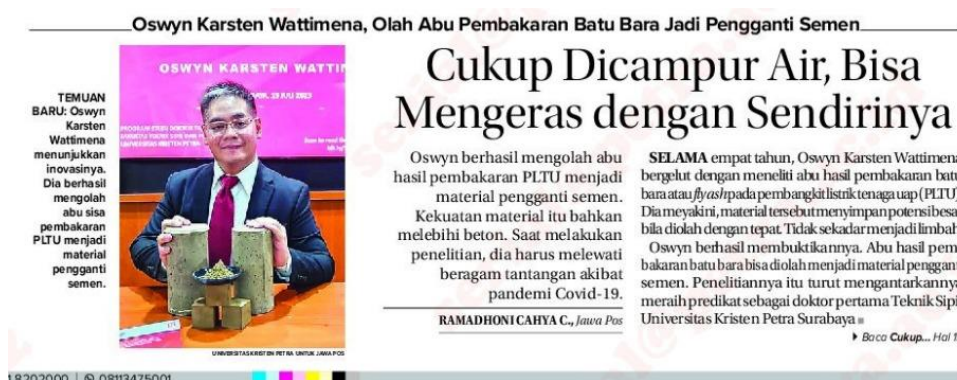 Oswyn Karsten Wattimena, Olah Abu Pembakaran Batu Bara Jadi Pengganti Semen
OSWYN KARSTEN WATTIM
TEMUAN
BARU: Oswyn
Karsten
Wattimena
menunjukkan
inovasinya.
Dia berhasil
mengolah
abu sisa
pembakaran
PLTU menjadi
material
pengganti
semen.
UNIVERSITAS KRISTEN PETRA UNTUK JAWA POS
Cukup Dicampur Air, Bisa
Mengeras dengan Sendirinya
Oswyn berhasil mengolah abu
hasil pembakaran PLTU menjadi
material pengganti semen.
Kekuatan material itu bahkan
melebihi beton. Saat melakukan
penelitian, dia harus melewati
beragam tantangan akibat
pandemi Covid-19.
RAMADHONI CAHYA C., Jawa Pos
SELAMA empat tahun, Oswyn Karsten Wattimena
bergelut dengan meneliti abu hasil pembakaran batu
bara atau flyash pada pembangkit listrik tenaga uap (PLTU)
Dia meyakini, material tersebut menyimpan potensi besa
bila diolah dengan tepat. Tidak sekadar menjadi limbah
Oswyn berhasil membuktikannya. Abu hasil pem-
bakaran batu bara bisa diolah menjadi material penggant
semen. Penelitiannya itu turut mengantarkannya
meraih predikat sebagai doktor pertama Teknik Sipi
Universitas Kristen Petra Surabaya
Baca Cukup... Hal 1
8202000 | 08113475001